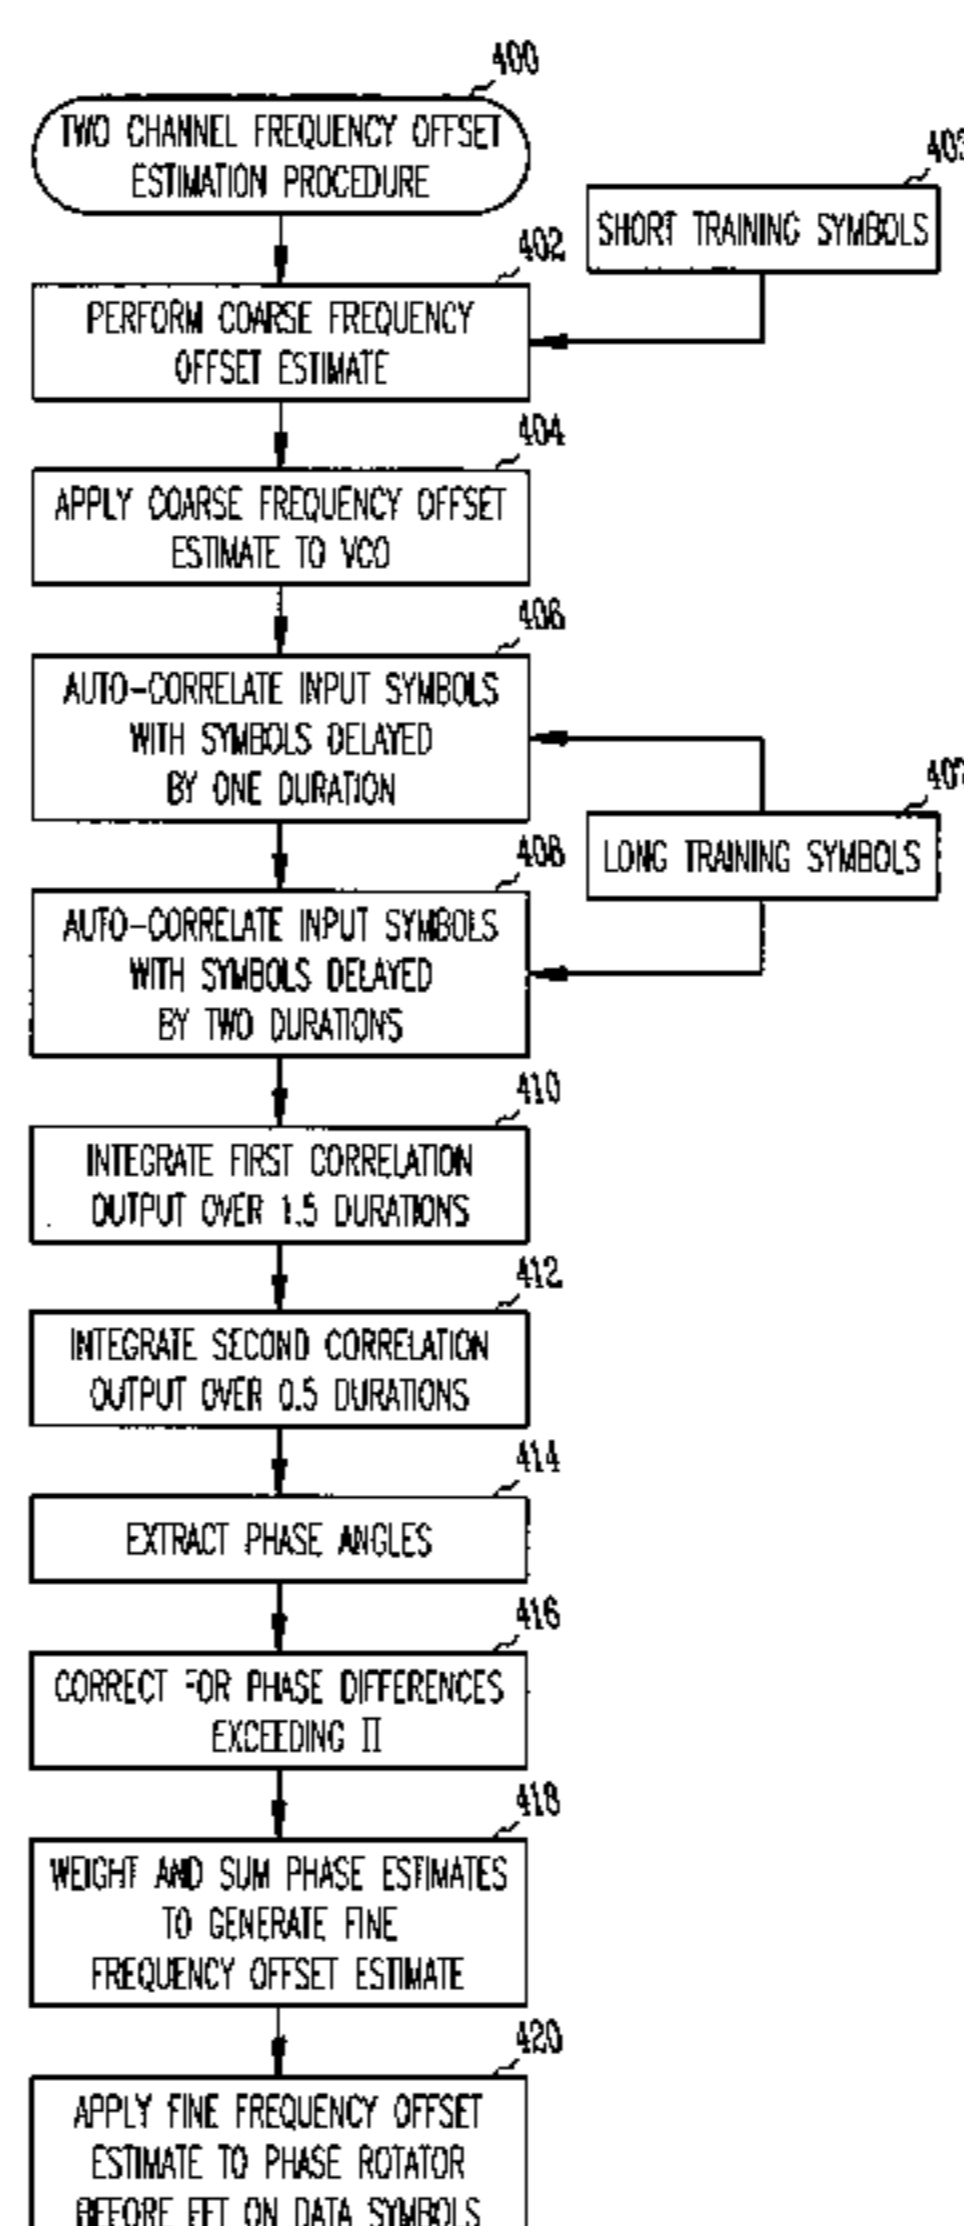 400
TWO CHANNEL FREQUENCY OFFSET
ESTIMATION PROCEDURE
403
SHORT TRAINING SYMBOLS
402
PERFORM COARSE FREQUENCY
OFFSET ESTIMATE
404
APPLY COARSE FREQUENCY OFFSET
ESTIMATE TO VCO
406
AUTO-CORRELATE INPUT SYMBOLS
WITH SYMBOLS DELAYED
BY ONE DURATION
407
LONG TRAINING SYMBOLS
408
AUTO-CORRELATE INPUT SYMBOLS
WITH SYMBOLS DELAYED
BY TWO DURATIONS
410
INTEGRATE FIRST CORRELATION
OUTPUT OVER 1.5 DURATIONS
412
INTEGRATE SECOND CORRELATION
OUTPUT OVER 0.5 DURATIONS
414
EXTRACT PHASE ANGLES
416
CORRECT FOR PHASE DIFFERENCES
EXCEEDING Π
418
WEIGHT AND SUM PHASE ESTIMATES
TO GENERATE FINE
FREQUENCY OFFSET ESTIMATE
420
APPLY FINE FREQUENCY OFFSET
ESTIMATE TO PHASE ROTATOR
BEFORE FFT ON DATA SYMBOLS